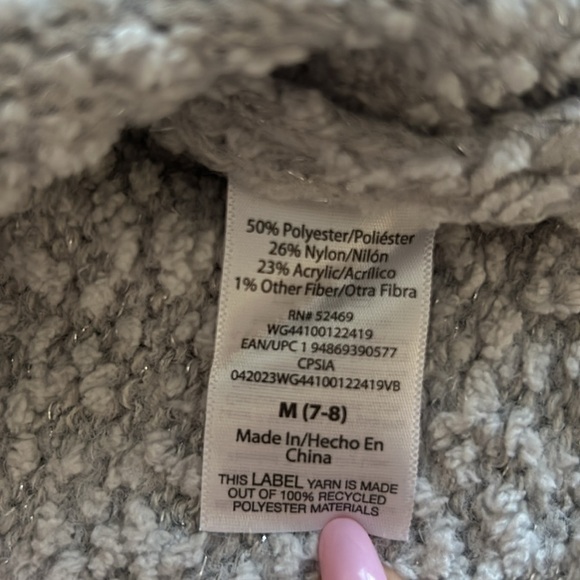 50% Polyester/Poliéster
26% Nylon/Nilón
23% Acrylic/Acrílico
1% Other Fiber/Otra Fibra
RN# 52469
WG44100122419
EAN/UPC 1 94869390577
CPSIA
042023WG44100122419VB
M (7-8)
Made In/Hecho En
China
THIS LABEL YARN IS MADE
OUT OF 100% RECYCLED
POLYESTER MATERIALS